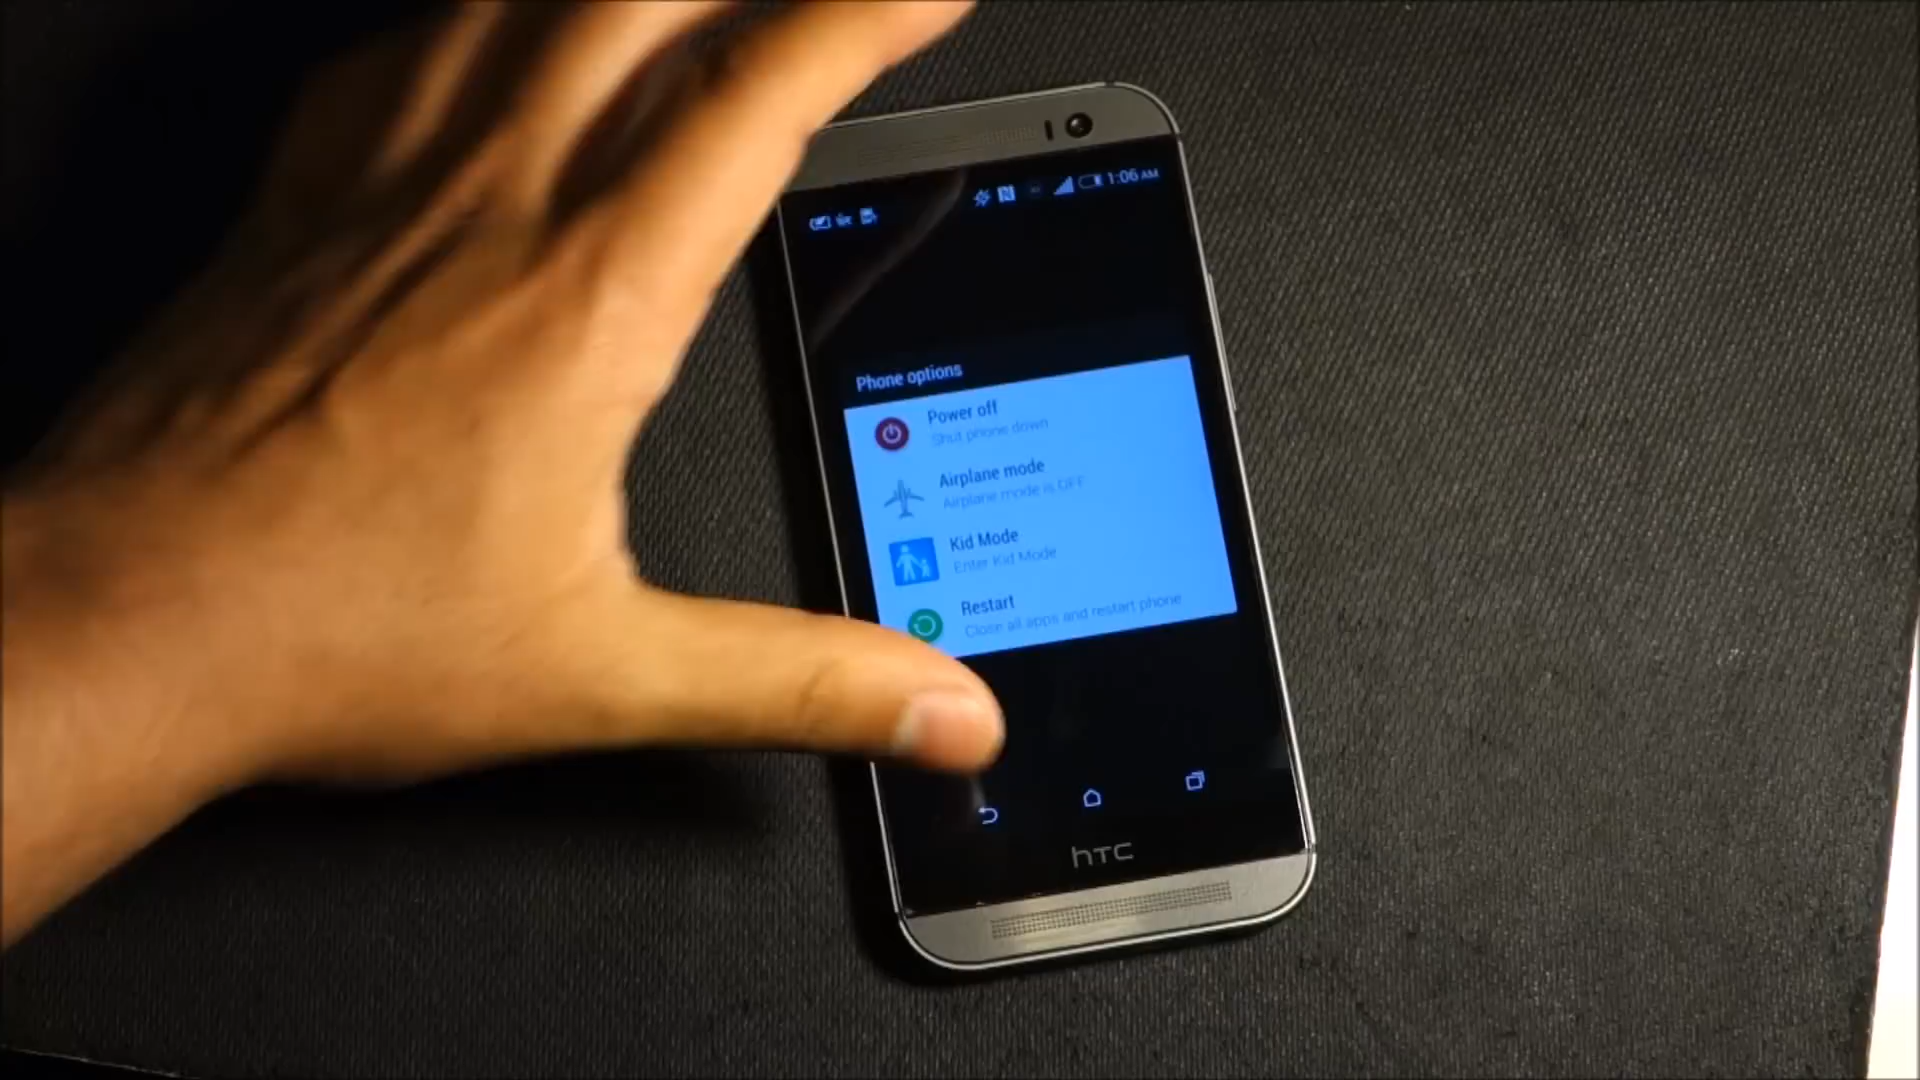 1:06 AM
Phone options
Power off
Shut phone down
Airplane mode
Airplane mode is OFF
Kid Mode
Enter Kid Mode
Restart
Close all apps and restart phone
hTC